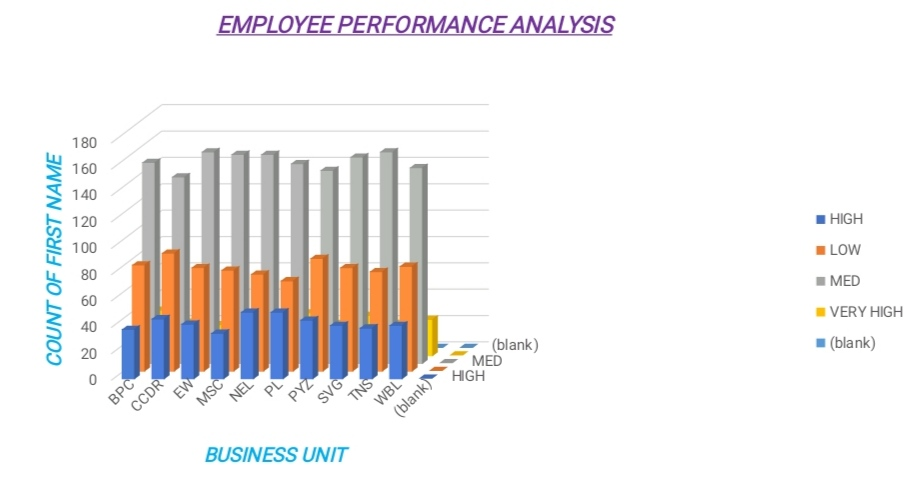 EMPLOYEE PERFORMANCE ANALYSIS
COUNT OF FIRST NAME
180
160
140
120
100
80
60
40
20
0
BPC
CCDR
EW
MSC
NEL
PL
PYZ
SVG
TNS
WBL
(blank)
(blank)
MED
HIGH
HIGH
LOW
MED
VERY HIGH
(blank)
BUSINESS UNIT